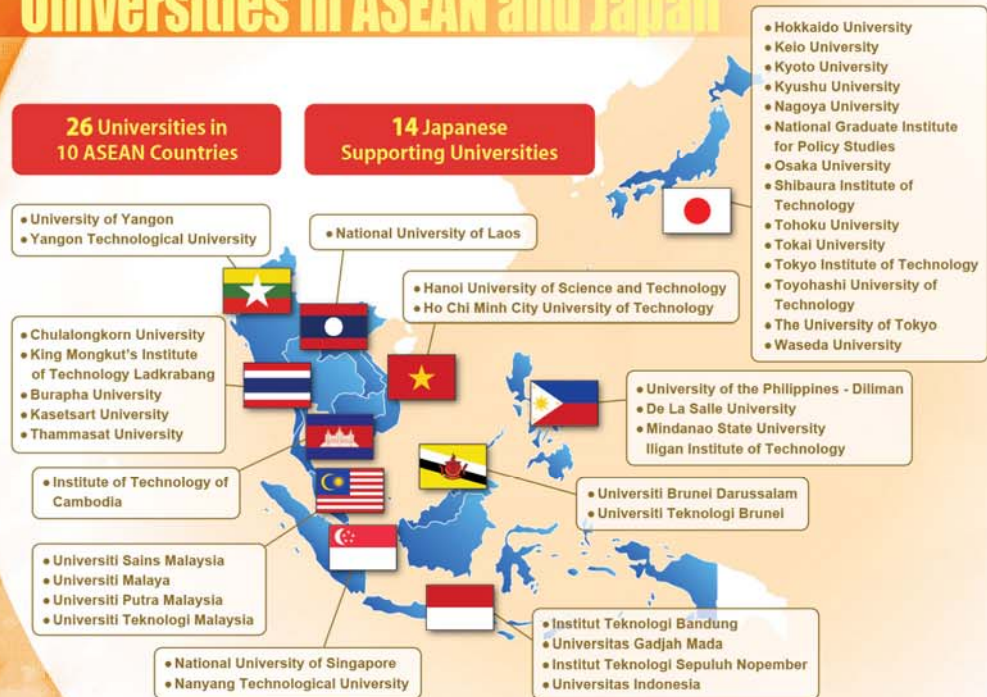 Universities in ASEAN and Japan
26 Universities in
10 ASEAN Countries
14 Japanese
Supporting Universities
• Hokkaido University
• Keio University
• Kyoto University
• Kyushu University
• Nagoya University
• National Graduate Institute
for Policy Studies
• Osaka University
• Shibaura Institute of
Technology
• Tohoku University
• Tokai University
• Tokyo Institute of Technology
• Toyohashi University of
Technology
• The University of Tokyo
• Waseda University
• University of Yangon
• Yangon Technological University
• National University of Laos
• Hanoi University of Science and Technology
• Ho Chi Minh City University of Technology
• Chulalongkorn University
• King Mongkut's Institute
of Technology Ladkrabang
• Burapha University
• Kasetsart University
• Thammasat University
• University of the Philippines - Diliman
• De La Salle University
• Mindanao State University
Iligan Institute of Technology
• Institute of Technology of
Cambodia
• Universiti Brunei Darussalam
• Universiti Teknologi Brunei
• Universiti Sains Malaysia
• Universiti Malaya
• Universiti Putra Malaysia
• Universiti Teknologi Malaysia
• National University of Singapore
• Nanyang Technological University
• Institut Teknologi Bandung
• Universitas Gadjah Mada
• Institut Teknologi Sepuluh Nopember
• Universitas Indonesia